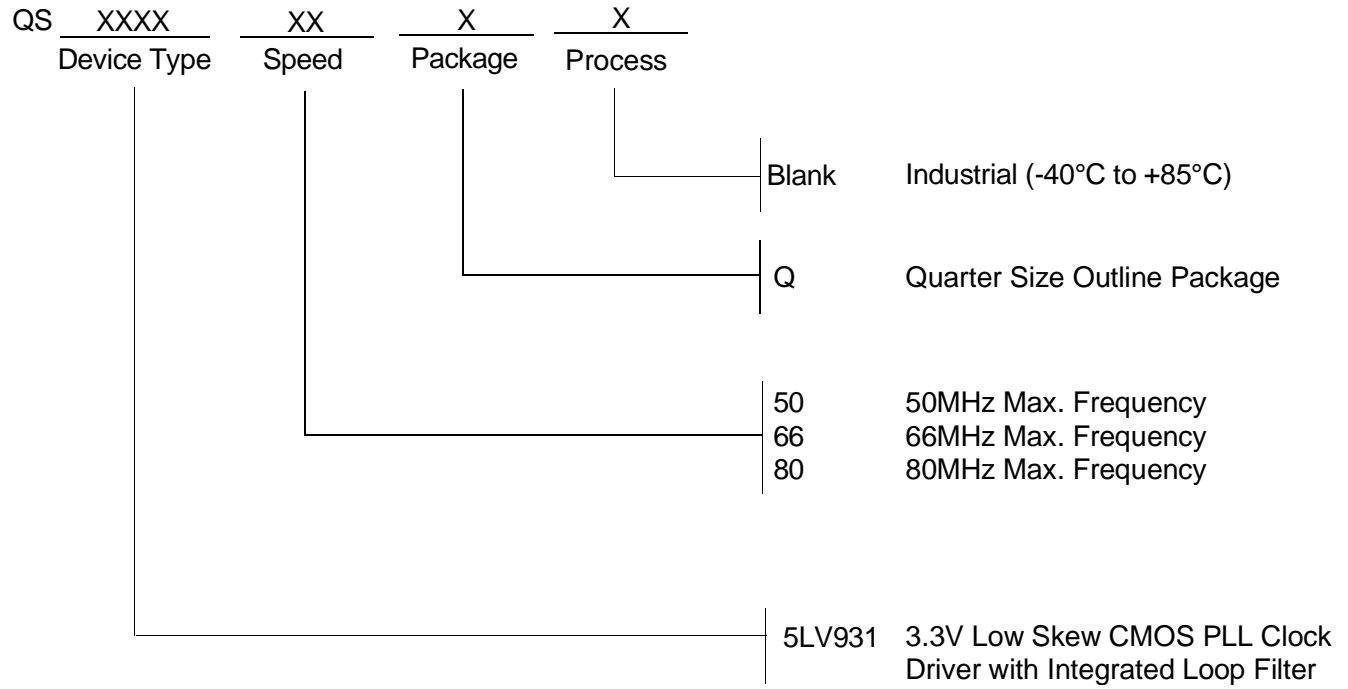 QS XXXX XX X X
Device Type Speed Package Process
Blank Industrial (-40°C to +85°C)
Q Quarter Size Outline Package
50 50MHz Max. Frequency
66 66MHz Max. Frequency
80 80MHz Max. Frequency
5LV931 3.3V Low Skew CMOS PLL Clock
Driver with Integrated Loop Filter